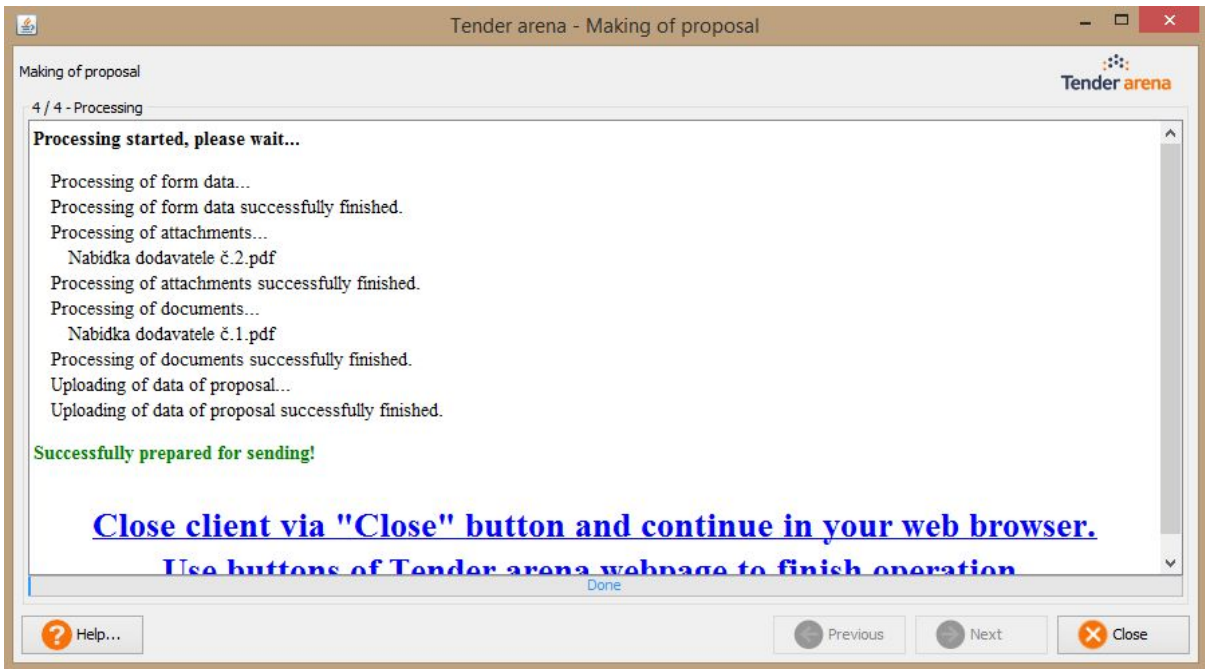 Tender arena - Making of proposal
Making of proposal
Tender arena
4 / 4 - Processing
Processing started, please wait...
Processing of form data...
Processing of form data successfully finished.
Processing of attachments...
Nabídka dodavatele č.2.pdf
Processing of attachments successfully finished.
Processing of documents...
Nabídka dodavatele č.1.pdf
Processing of documents successfully finished.
Uploading of data of proposal...
Uploading of data of proposal successfully finished.
Successfully prepared for sending!
Close client via "Close" button and continue in your web browser.
Use buttons of Tender arena webpage to finish operation
Done
Help...
Previous
Next
Close